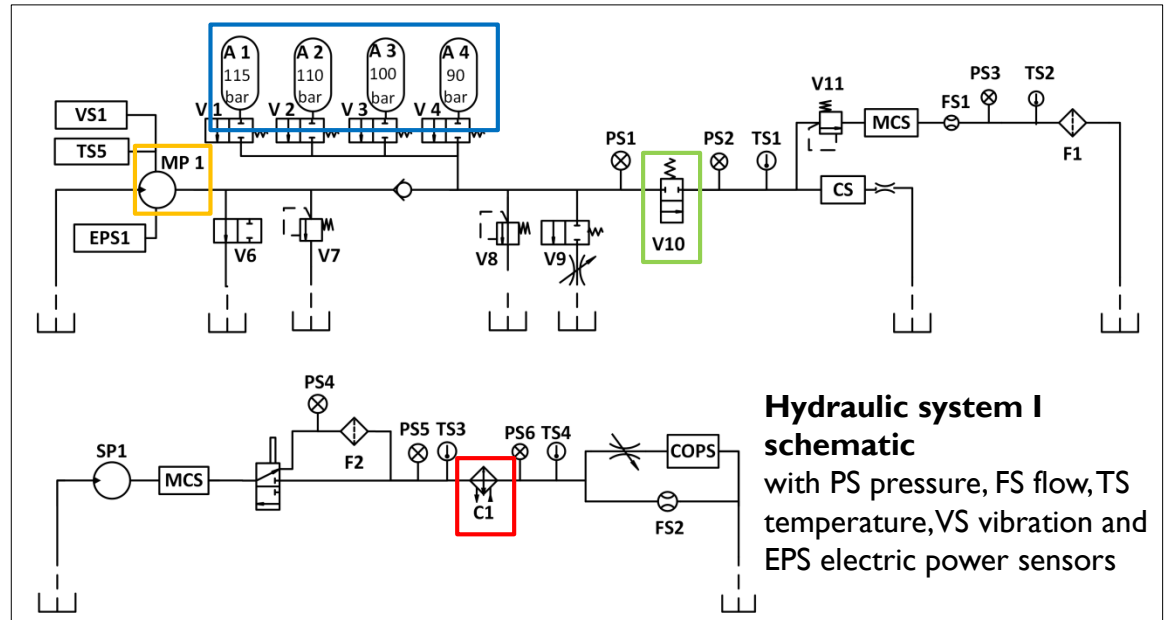 A 1 A 2 A 3 A 4
115 110 100 90
bar bar bar bar
V 1 V 2 V 3 V 4
VS1
TS5
MP 1
EPS1
V6
V7
V8
V9
PS1
V10
PS2
TS1
V11
MCS
FS1
PS3
TS2
F1
CS
SP1
MCS
PS4
F2
PS5
TS3
C1
PS6
TS4
COPS
FS2
Hydraulic system I
schematic
with PS pressure, FS flow, TS
temperature, VS vibration and
EPS electric power sensors